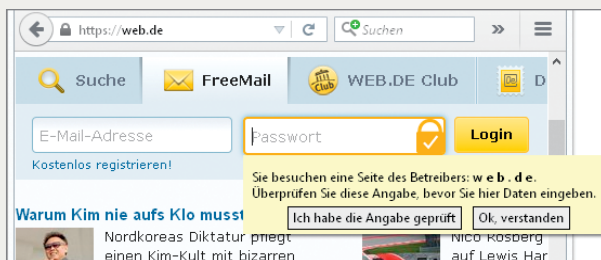 https://web.de
Suchen
Suche
FreeMail
Club
WEB.DE Club
D
E-Mail-Adresse
Passwort
Login
Kostenlos registrieren!
Sie besuchen eine Seite des Betreibers: w e b . d e.
Überprüfen Sie diese Angabe, bevor Sie hier Daten eingeben.
Ich habe die Angabe geprüft
Ok, verstanden
Warum Kim nie aufs Klo musst
Nordkoreas Diktatur pflegt
einen Kim-Kult mit bizarren
Nico Rosberg
auf Lewis Har